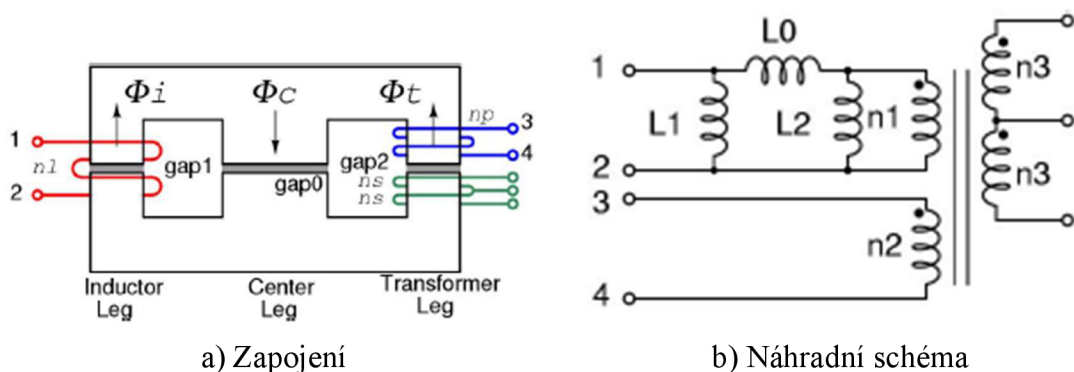 Φi
Φc
Φt
np
1
3
4
nl
gap1
gap2
gap0
ns
ns
2
Inductor
Leg
Center
Leg
Transformer
Leg
a) Zapojení
L0
1
n3
L1
L2
n1
2
n3
3
n2
4
b) Náhradní schéma